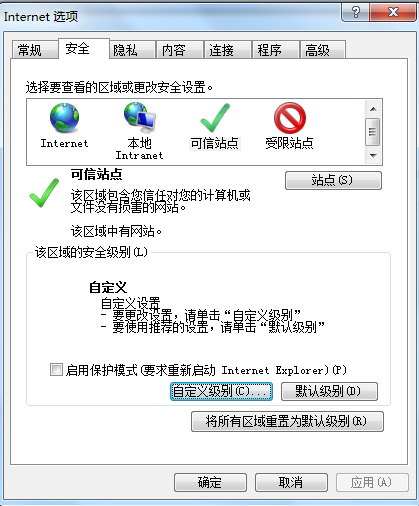 Internet 选项
常规 安全 隐私 内容 连接 程序 高级
选择要查看的区域或更改安全设置。
Internet 本地 Intranet 可信站点 受限站点
可信站点
站点(S)
该区域包含您信任对您的计算机或
文件没有损害的网站。
该区域中有网站。
该区域的安全级别(L)
自定义
自定义设置
- 要更改设置，请单击“自定义级别”
- 要使用推荐的设置，请单击“默认级别”
启用保护模式(要求重新启动 Internet Explorer)(P)
自定义级别(C)... 默认级别(D)
将所有区域重置为默认级别(R)
确定 取消 应用(A)